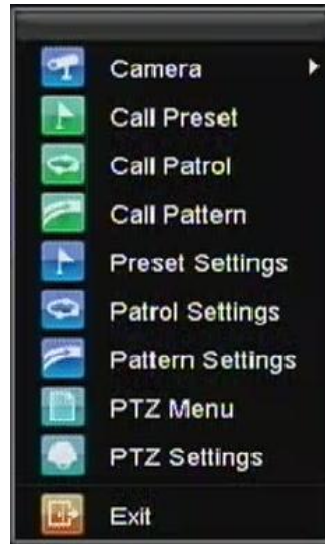 Camera
Call Preset
Call Patrol
Call Pattern
Preset Settings
Patrol Settings
Pattern Settings
PTZ Menu
PTZ Settings
Exit